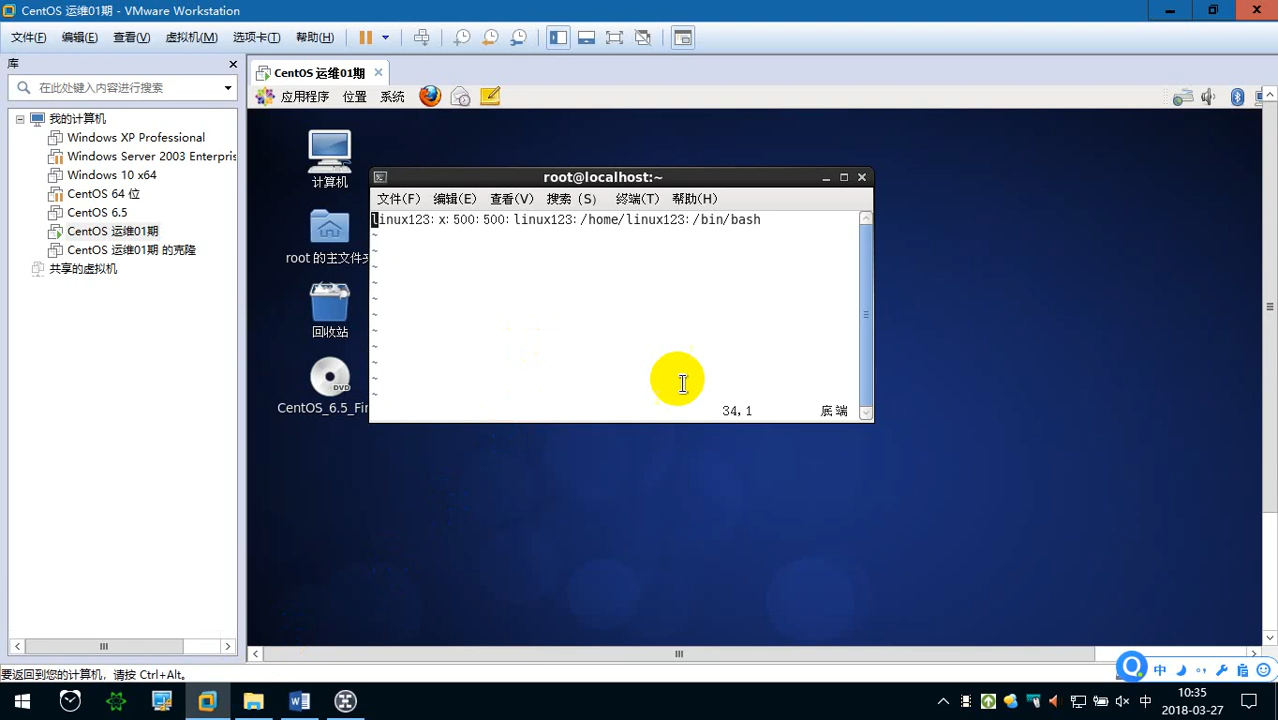 CentOS 运维01期 - VMware Workstation
文件(F) 编辑(E) 查看(V) 虚拟机(M) 选项卡(T) 帮助(H)
库
在此处键入内容进行搜索
我的计算机
Windows XP Professional
Windows Server 2003 Enterpris
Windows 10 x64
CentOS 64 位
CentOS 6.5
CentOS 运维01期
CentOS 运维01期 的克隆
共享的虚拟机
CentOS 运维01期
应用程序 位置 系统
计算机
root 的主文件夹
回收站
DVD
CentOS_6.5_Fin
root@localhost:~
文件(F) 编辑(E) 查看(V) 搜索 (S) 终端(T) 帮助(H)
linux123:x:500:500:linux123:/home/linux123:/bin/bash
~
~
~
~
~
~
~
~
~
~
~
34,1 底端
要返回到您的计算机，请按 Ctrl+Alt。
中
中
10:35
2018-03-27